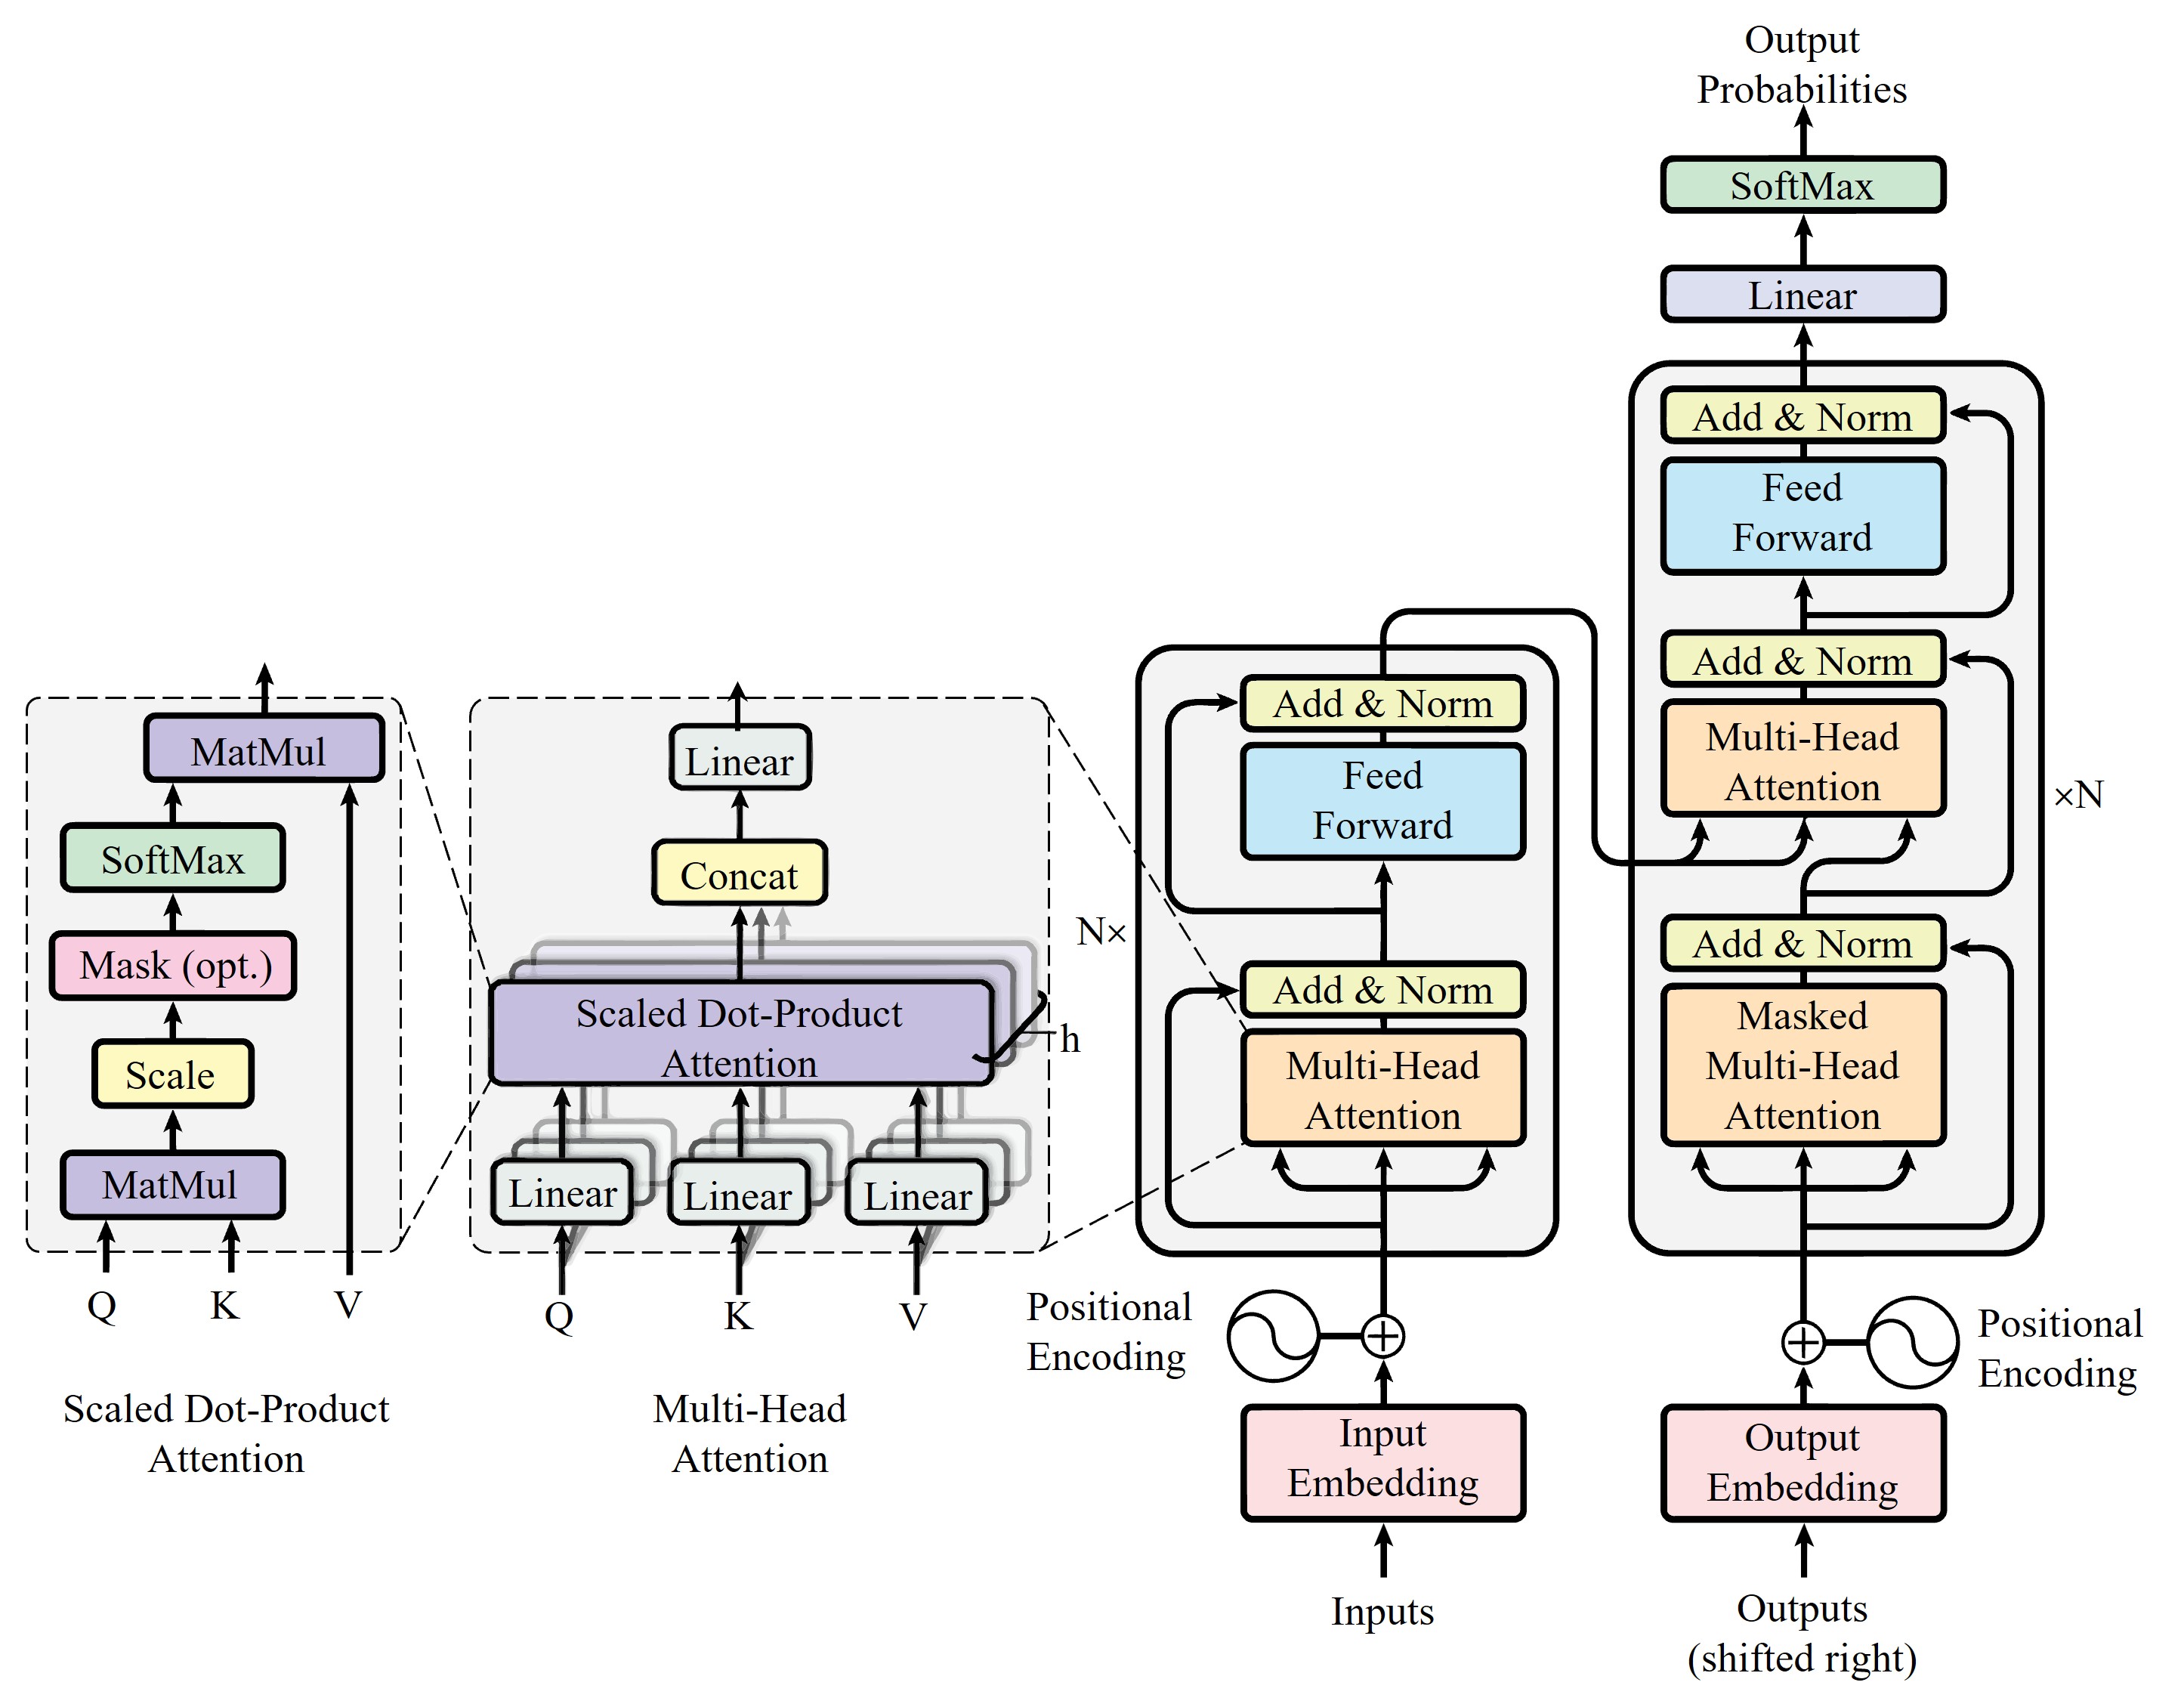 MatMul
SoftMax
Mask (opt.)
Scale
MatMul
Q K V
Scaled Dot-Product
Attention
Linear
Concat
Scaled Dot-Product
Attention
h
Linear Linear Linear
Q K V
Multi-Head
Attention
N×
Add & Norm
Feed
Forward
Add & Norm
Multi-Head
Attention
Positional
Encoding
Input
Embedding
Inputs
Output
Probabilities
SoftMax
Linear
Add & Norm
Feed
Forward
Add & Norm
Multi-Head
Attention
×N
Add & Norm
Masked
Multi-Head
Attention
Positional
Encoding
Output
Embedding
Outputs
(shifted right)